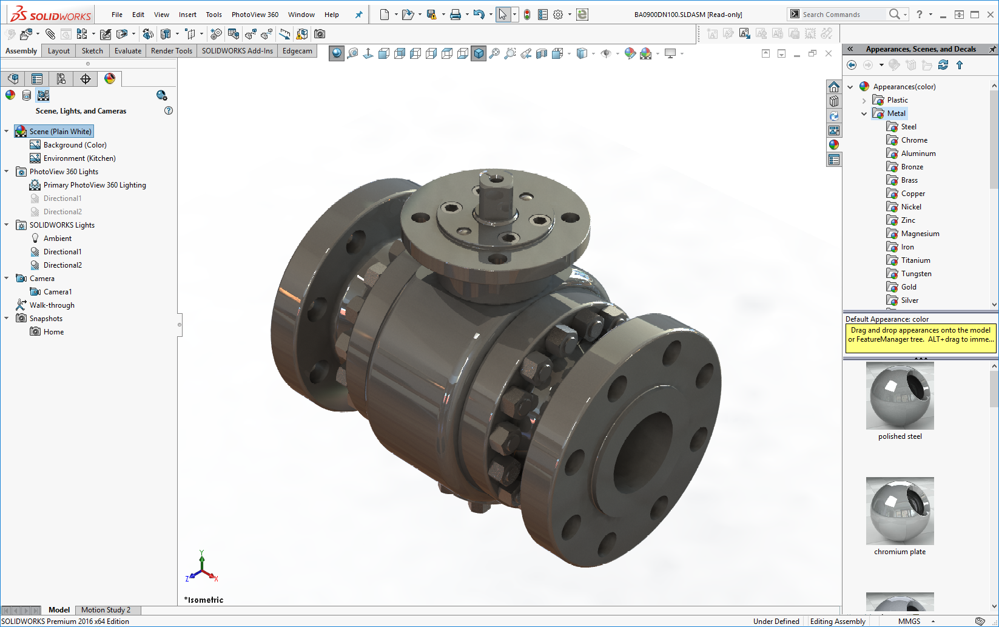 SOLIDWORKS
File Edit View Insert Tools PhotoView 360 Window Help
BA0900DN100.SLDASM [Read-only]
Search Commands
?
Assembly Layout Sketch Evaluate Render Tools SOLIDWORKS Add-Ins Edgecam
Scene, Lights, and Cameras
?
Scene (Plain White)
Background (Color)
Environment (Kitchen)
PhotoView 360 Lights
Primary PhotoView 360 Lighting
Directional1
Directional2
SOLIDWORKS Lights
Ambient
Directional1
Directional2
Camera
Camera1
Walk-through
Snapshots
Home
Y
Z
X
*Isometric
Appearances, Scenes, and Decals
Appearances(color)
Plastic
Metal
Steel
Chrome
Aluminum
Bronze
Brass
Copper
Nickel
Zinc
Magnesium
Iron
Titanium
Tungsten
Gold
Silver
Default Appearance: color
Drag and drop appearances onto the model
or FeatureManager tree. ALT+drag to imme...
polished steel
chromium plate
Model Motion Study 2
SOLIDWORKS Premium 2016 x64 Edition
Under Defined Editing Assembly MMGS